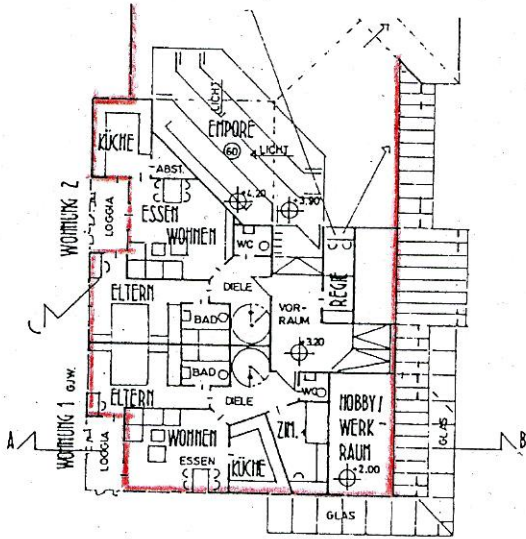 LICHT
EMPORE
60
LICHT
KÜCHE
ABST.
4.20
3.90
WOHNUNG 2
LOGGIA
ESSEN
WOHNEN
WC
DIELE
REGIE
ELTERN
BAD
VOR-
RAUM
3.20
BAD
WOHNUNG 1 GJW.
ELTERN
DIELE
WC
HOBBY/
WERK-
RAUM
2.00
ZIM.
A
LOGGIA
WOHNEN
ESSEN
KÜCHE
GLAS
B
GLAS